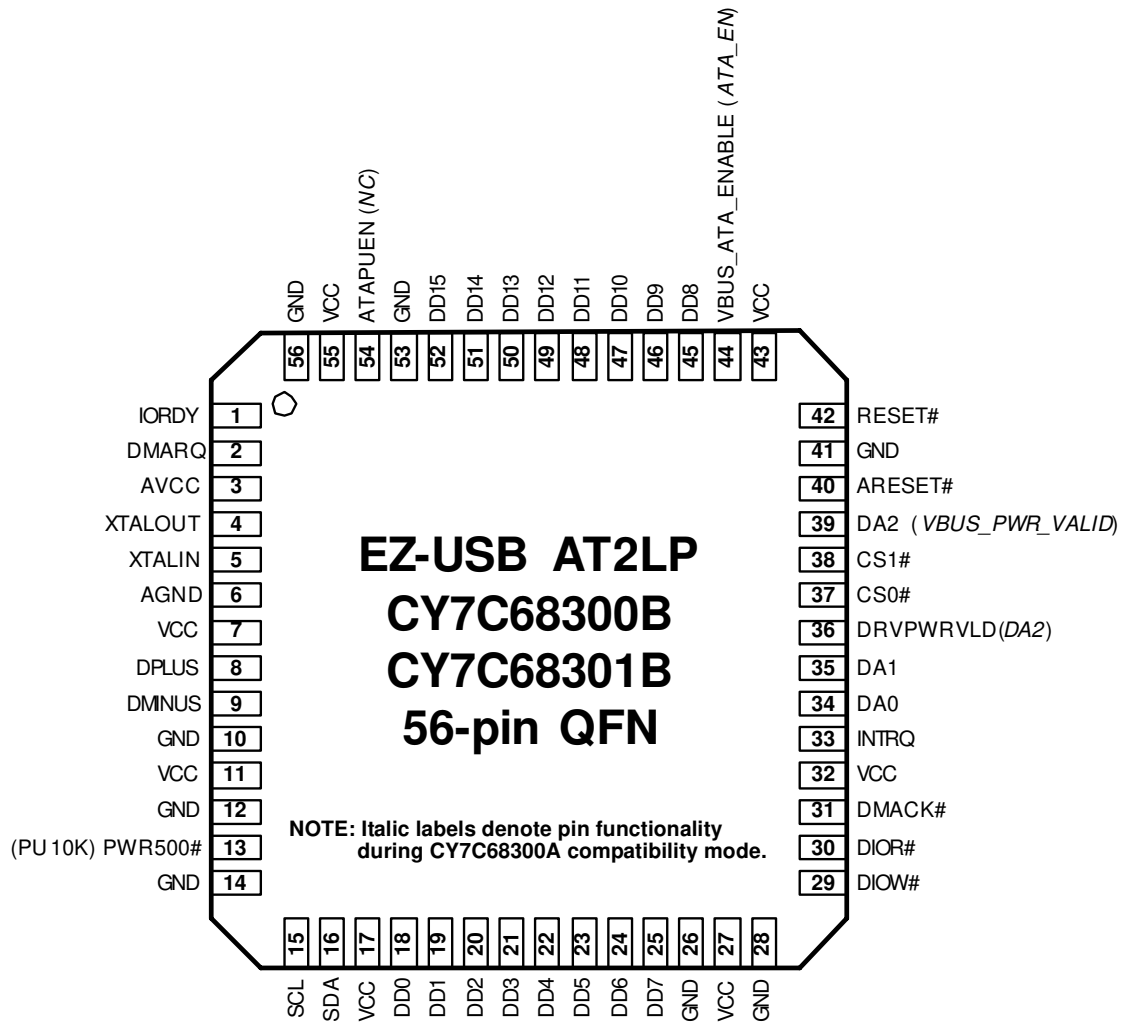 GND
VCC
ATAPUEN (NC)
GND
DD15
DD14
DD13
DD12
DD11
DD10
DD9
DD8
VBUS_ATA_ENABLE (ATA_EN)
VCC
56
55
54
53
52
51
50
49
48
47
46
45
44
43
IORDY 1
DMARQ 2
AVCC 3
XTALOUT 4
XTALIN 5
AGND 6
VCC 7
DPLUS 8
DMINUS 9
GND 10
VCC 11
GND 12
(PU10K) PWR500# 13
GND 14
EZ-USB AT2LP
CY7C68300B
CY7C68301B
56-pin QFN
NOTE: Italic labels denote pin functionality
during CY7C68300A compatibility mode.
42 RESET#
41 GND
40 ARESET#
39 DA2 (VBUS_PWR_VALID)
38 CS1#
37 CS0#
36 DRVPWRVLD(DA2)
35 DA1
34 DA0
33 INTRQ
32 VCC
31 DMACK#
30 DIOR#
29 DIOW#
15
16
17
18
19
20
21
22
23
24
25
26
27
28
SCL
SDA
VCC
DD0
DD1
DD2
DD3
DD4
DD5
DD6
DD7
GND
VCC
GND